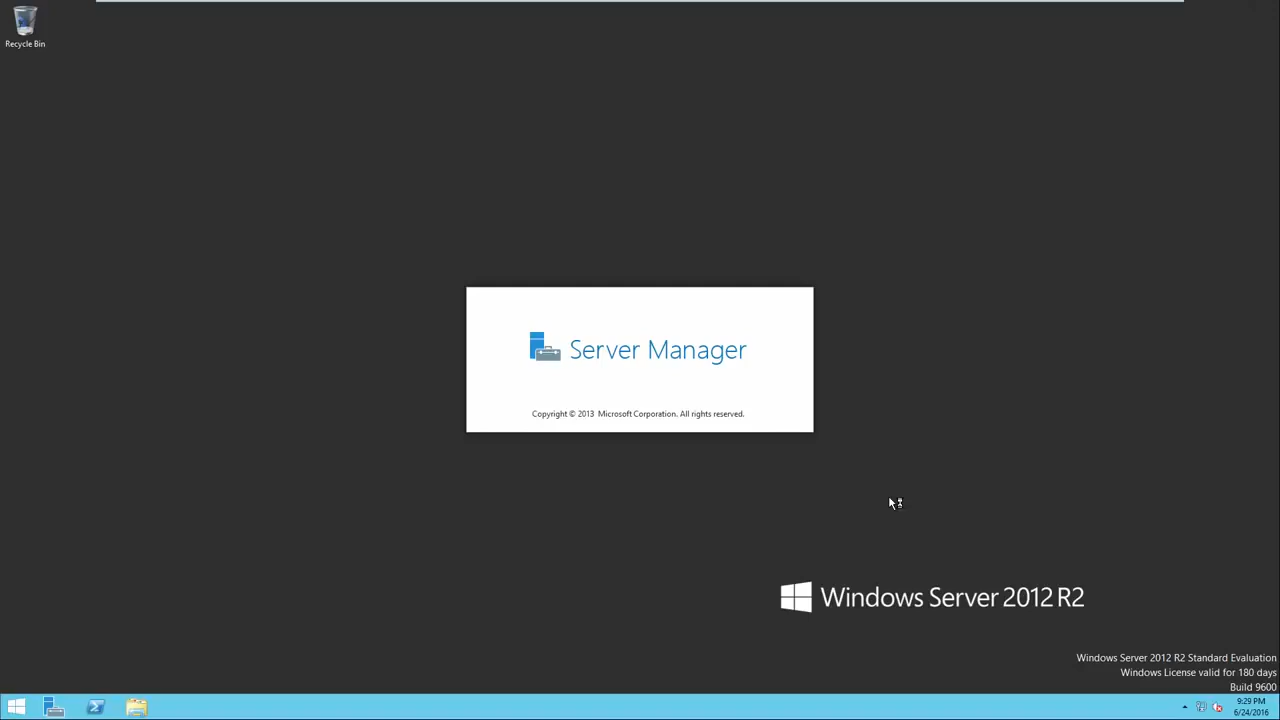 Recycle Bin
Server Manager
Copyright © 2013 Microsoft Corporation. All rights reserved.
Windows Server 2012 R2
Windows Server 2012 R2 Standard Evaluation
Windows License valid for 180 days
Build 9600
9:29 PM
6/24/2016